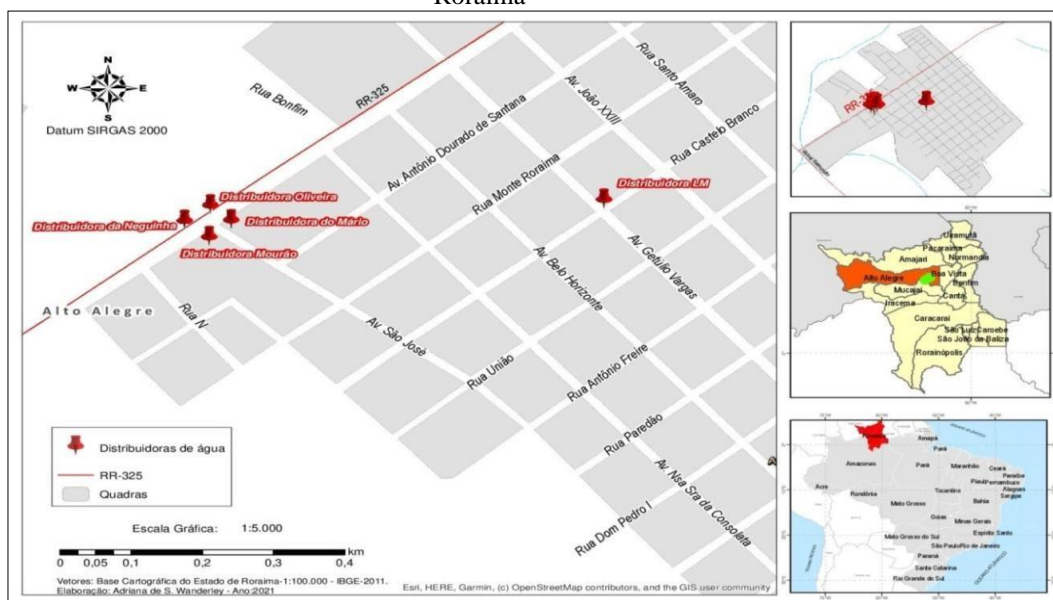 Roraima
N
W E
S
Datum SIRGAS 2000
Rua Bonfim
RR-325
Rua Santo Amaro
Av. João XXIII
Av. Antônio Dourado de Santana
Rua Castelo Branco
Rua Monte Roraima
Distribuidora LM
Distribuidora Oliveira
Distribuidora da Neguinha
Distribuidora do Mário
Distribuidora Mourão
Av. Getúlio Vargas
Av. Belo Horizonte
Alto Alegre
Rua N
Av. São José
Rua União
Rua Antônio Freire
Rua Paredão
Av. Nsa Sra da Consolata
Rua Dom Pedro I
Distribuidoras de água
RR-325
Quadras
Escala Gráfica: 1:5.000
0 0,05 0,1 0,2 0,3 0,4 km
Vetores: Base Cartográfica do Estado de Roraima-1:100.000 - IBGE-2011.
Elaboração: Adriana de S. Wanderley - Ano:2021
Esri, HERE, Garmin, (c) OpenStreetMap contributors, and the GIS user community
RR-325
Uiramutã
Pacaraima
Normandia
Amajari
Alto Alegre
Boa Vista
Bonfim
Mucajaí
Cantá
Iracema
Caracaraí
São Luiz
Caroebe
São João da Baliza
Rorainópolis
Roraima
Amapá
Amazonas
Pará
Maranhão
Ceará
Paraíba
Piauí
Pernambuco
Alagoas
Sergipe
Acre
Rondônia
Tocantins
Bahia
Mato Grosso
Goiás
Minas Gerais
Espírito Santo
Mato Grosso do Sul
São Paulo
Rio de Janeiro
Paraná
Santa Catarina
Rio Grande do Sul